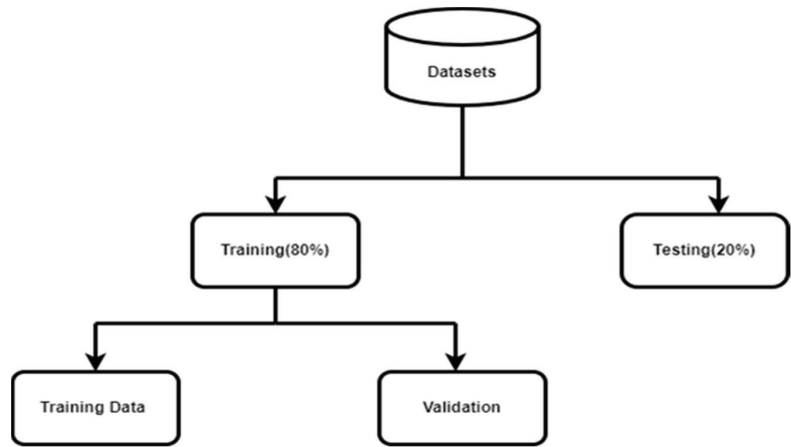 Datasets
Training(80%)
Testing(20%)
Training Data
Validation